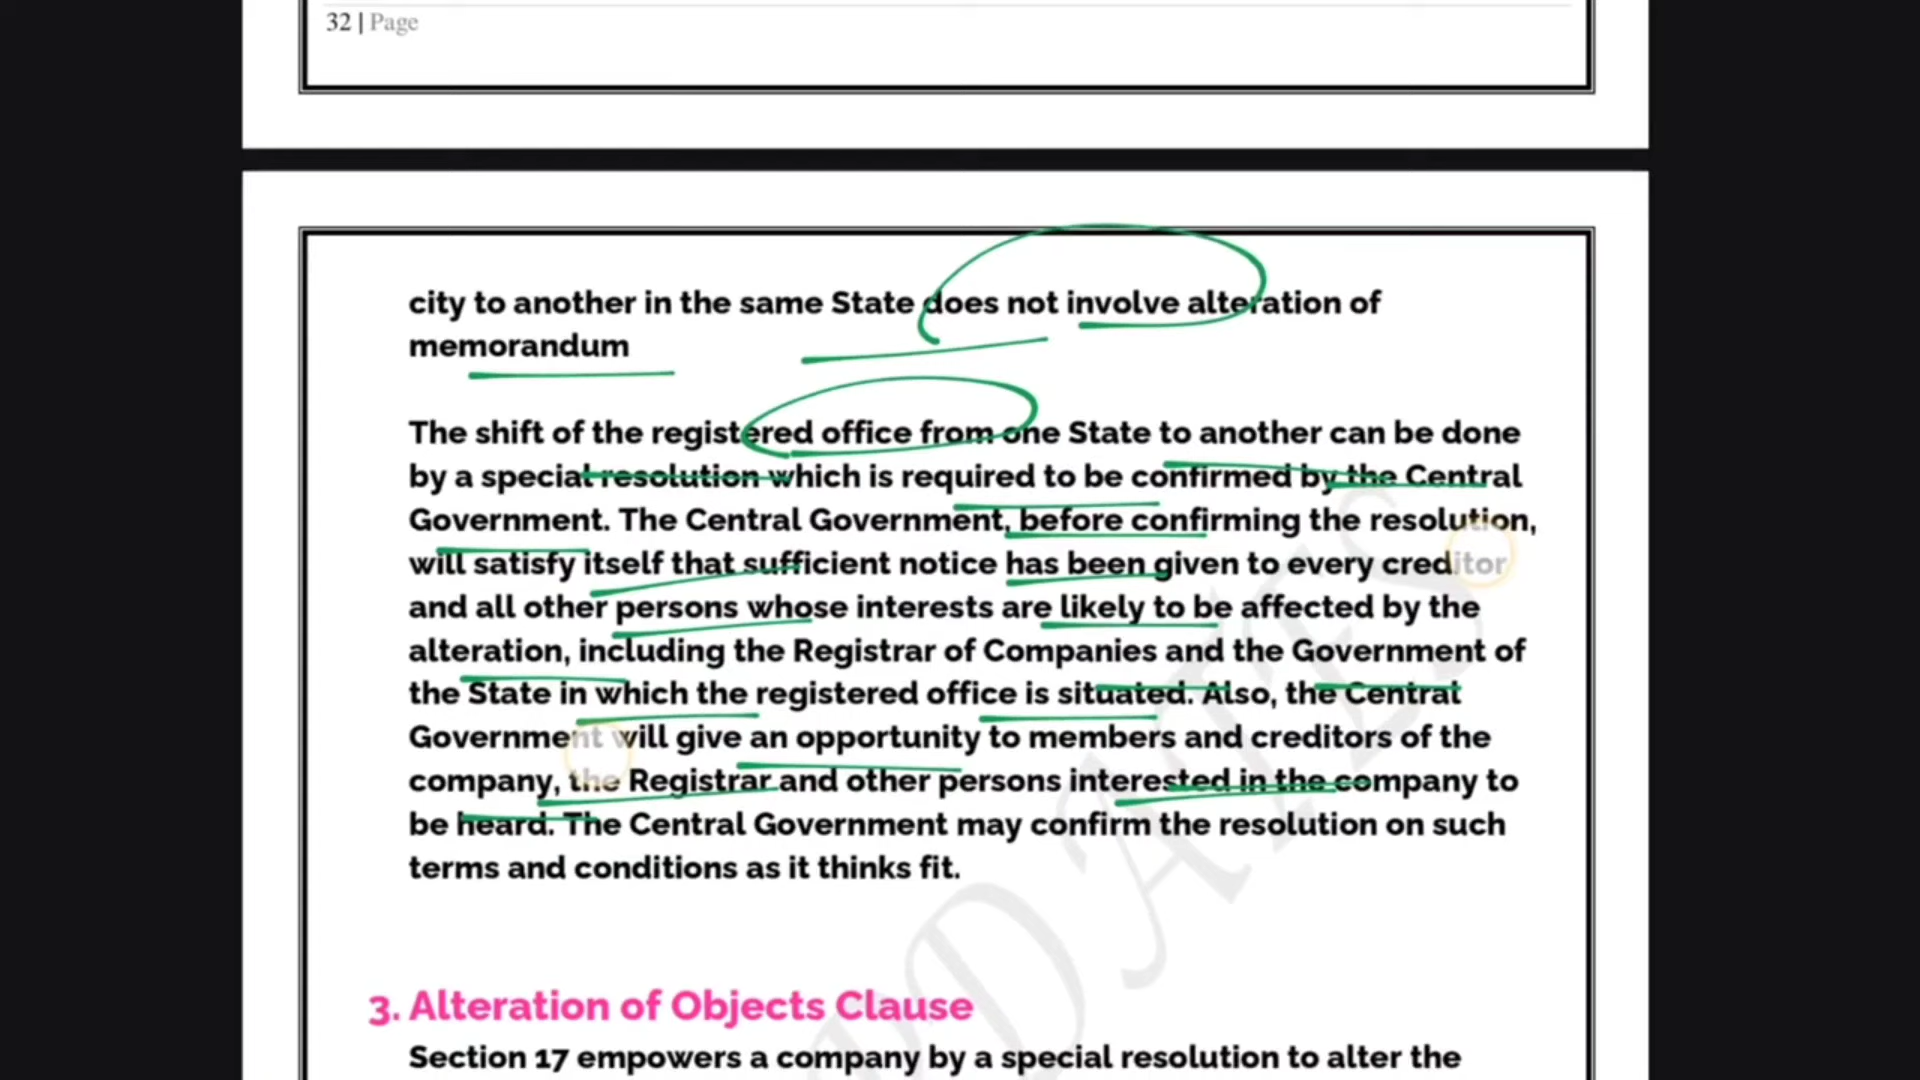 32 | Page
city to another in the same State does not involve alteration of
memorandum
The shift of the registered office from one State to another can be done
by a special resolution which is required to be confirmed by the Central
Government. The Central Government, before confirming the resolution,
will satisfy itself that sufficient notice has been given to every creditor
and all other persons whose interests are likely to be affected by the
alteration, including the Registrar of Companies and the Government of
the State in which the registered office is situated. Also, the Central
Government will give an opportunity to members and creditors of the
company, the Registrar and other persons interested in the company to
be heard. The Central Government may confirm the resolution on such
terms and conditions as it thinks fit.
3. Alteration of Objects Clause
Section 17 empowers a company by a special resolution to alter the